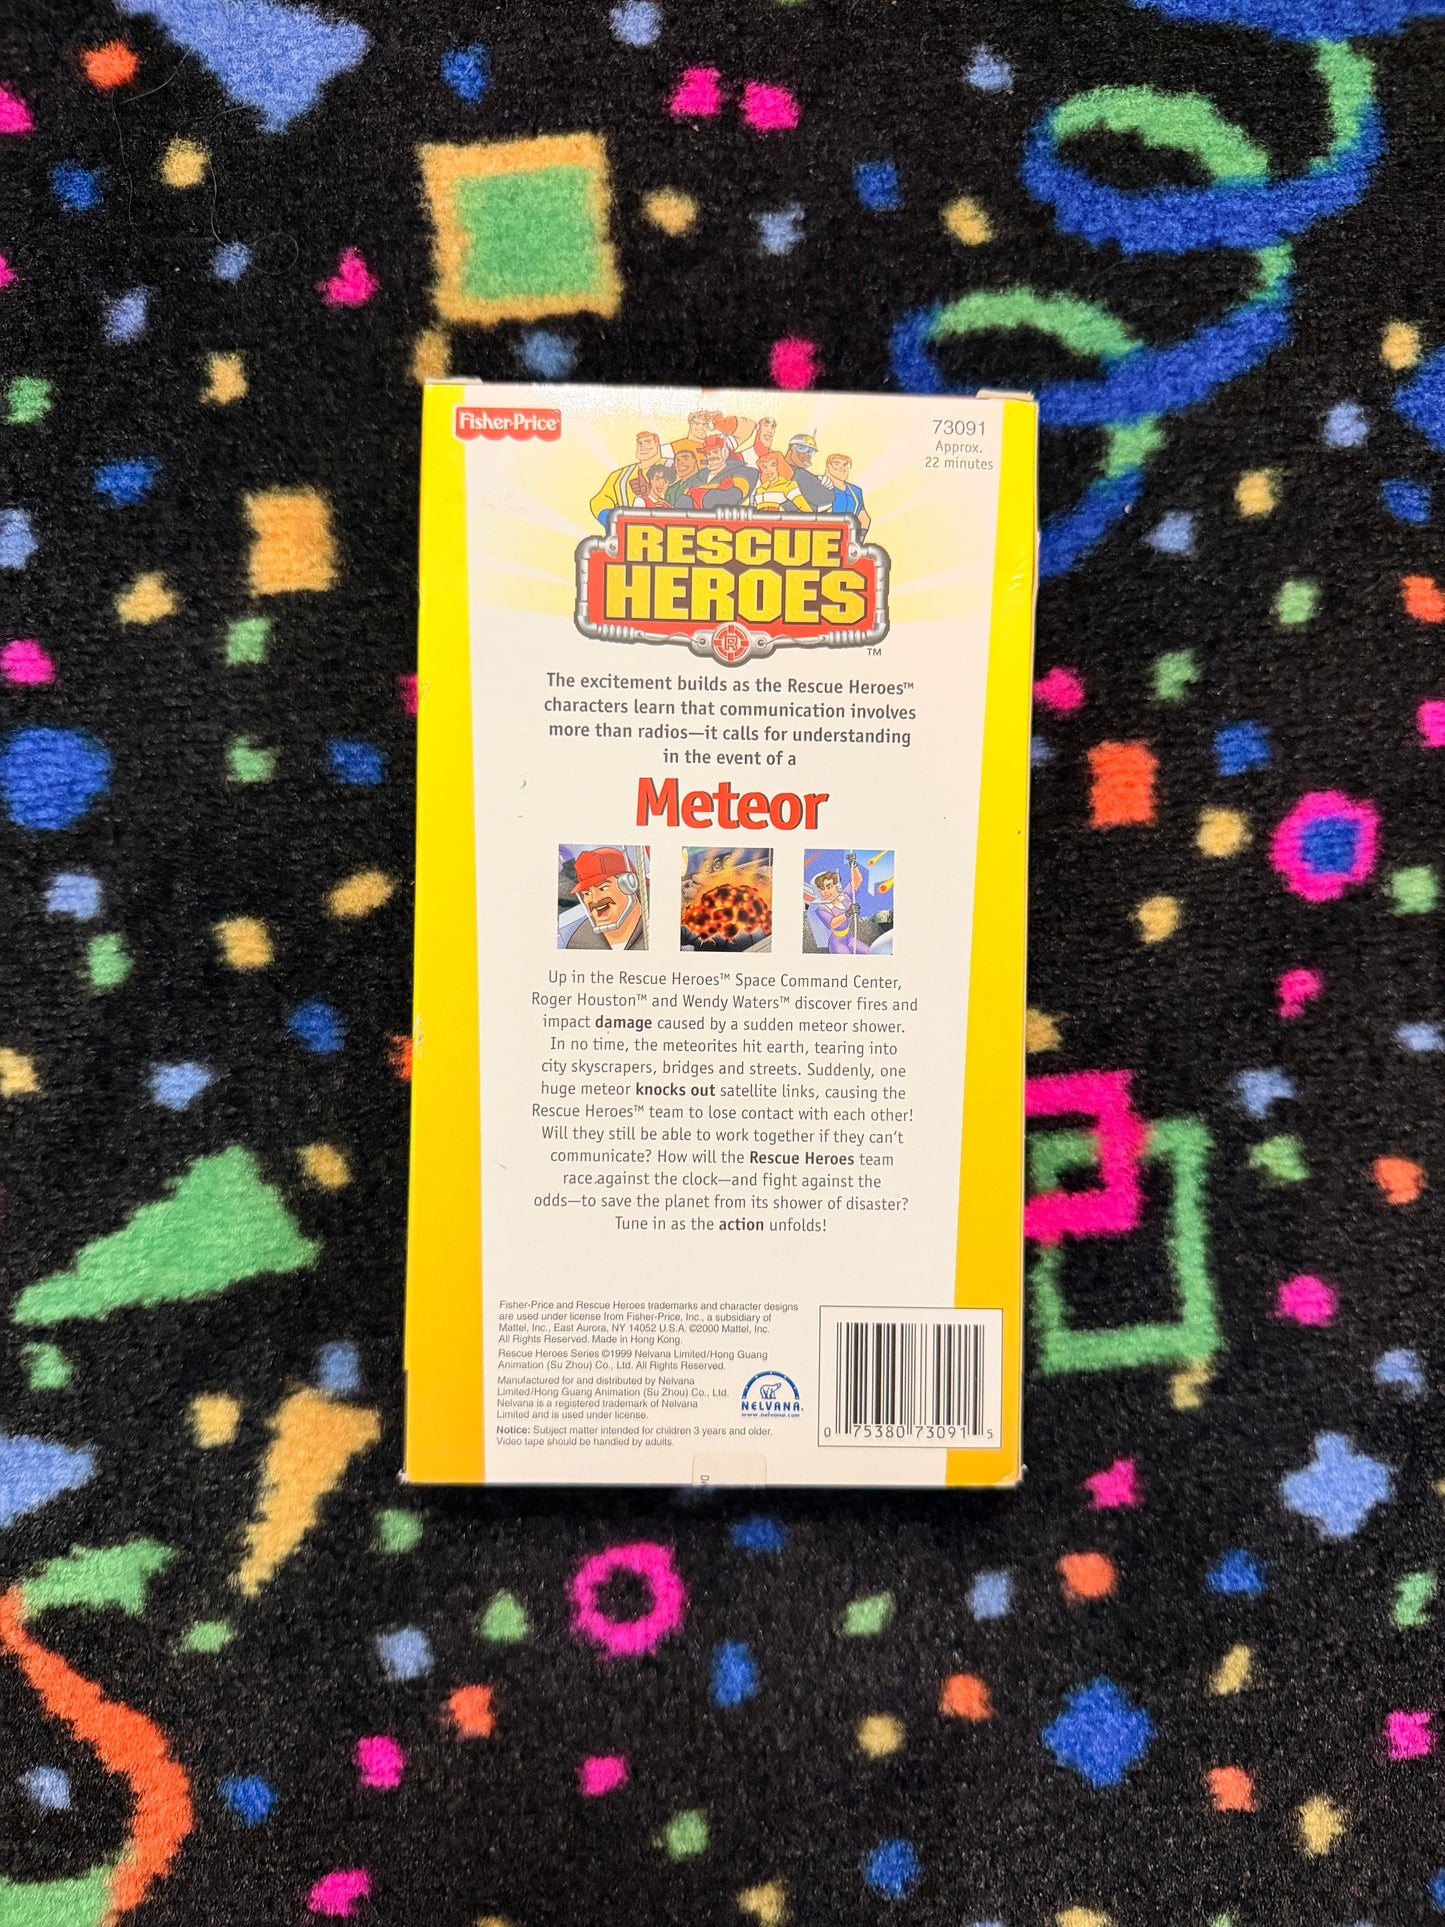 Fisher-Price
73091
Approx.
22 minutes
RESCUE
HEROES
R
TM
The excitement builds as the Rescue Heroes™
characters learn that communication involves
more than radios—it calls for understanding
in the event of a
Meteor
Up in the Rescue Heroes™ Space Command Center,
Roger Houston™ and Wendy Waters™ discover fires and
impact damage caused by a sudden meteor shower.
In no time, the meteorites hit earth, tearing into
city skyscrapers, bridges and streets. Suddenly, one
huge meteor knocks out satellite links, causing the
Rescue Heroes™ team to lose contact with each other!
Will they still be able to work together if they can't
communicate? How will the Rescue Heroes team
race against the clock—and fight against the
odds—to save the planet from its shower of disaster?
Tune in as the action unfolds!
Fisher-Price and Rescue Heroes trademarks and character designs
are used under license from Fisher-Price, Inc., a subsidiary of
Mattel, Inc., East Aurora, NY 14052 U.S.A. ©2000 Mattel, Inc.
All Rights Reserved. Made in Hong Kong.
Rescue Heroes Series ©1999 Nelvana Limited/Hong Guang
Animation (Su Zhou) Co., Ltd. All Rights Reserved.
Manufactured for and distributed by Nelvana
Limited/Hong Guang Animation (Su Zhou) Co., Ltd.
Nelvana is a registered trademark of Nelvana
Limited and is used under license.
NELVANA.
www.nelvana.com
Notice: Subject matter intended for children 3 years and older.
Video tape should be handled by adults.
0 75380 73091 5